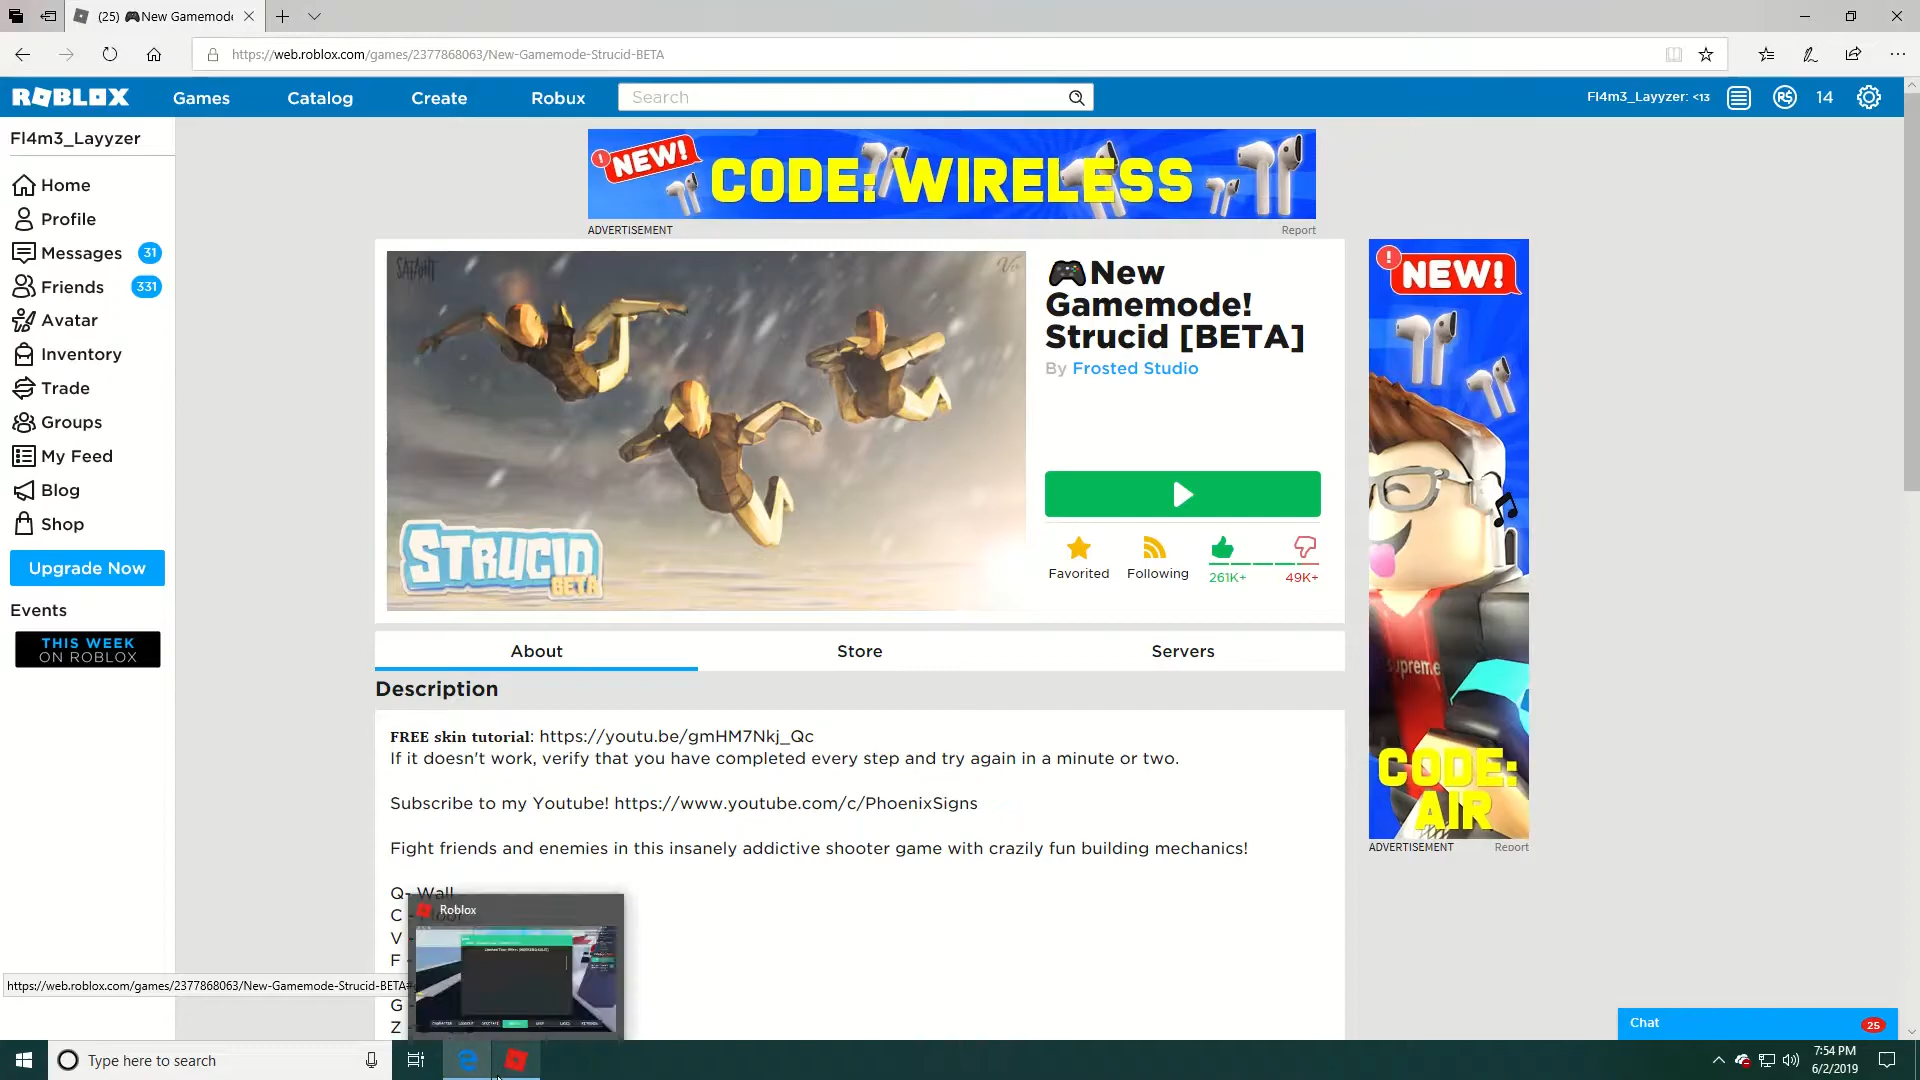 (25) 🎮New Gamemode
https://web.roblox.com/games/2377868063/New-Gamemode-Strucid-BETA
ROBLOX
Games
Catalog
Create
Robux
Search
Fl4m3_Layyzer: <13
14
Fl4m3_Layyzer
Home
Profile
Messages
31
Friends
331
Avatar
Inventory
Trade
Groups
My Feed
Blog
Shop
Upgrade Now
Events
THIS WEEK
ON ROBLOX
! NEW!
CODE: WIRELESS
ADVERTISEMENT
Report
STRUCID
BETA
🎮New
Gamemode!
Strucid [BETA]
By Frosted Studio
Favorited
Following
261K+
49K+
! NEW!
supreme
CODE:
AIR
ADVERTISEMENT
Report
About
Store
Servers
Description
FREE skin tutorial: https://youtu.be/gmHM7Nkj_Qc
If it doesn't work, verify that you have completed every step and try again in a minute or two.
Subscribe to my Youtube! https://www.youtube.com/c/PhoenixSigns
Fight friends and enemies in this insanely addictive shooter game with crazily fun building mechanics!
Q- Wall
C
V -
F -
G -
Z -
Roblox
https://web.roblox.com/games/2377868063/New-Gamemode-Strucid-BETA#
Chat
25
Type here to search
7:54 PM
6/2/2019